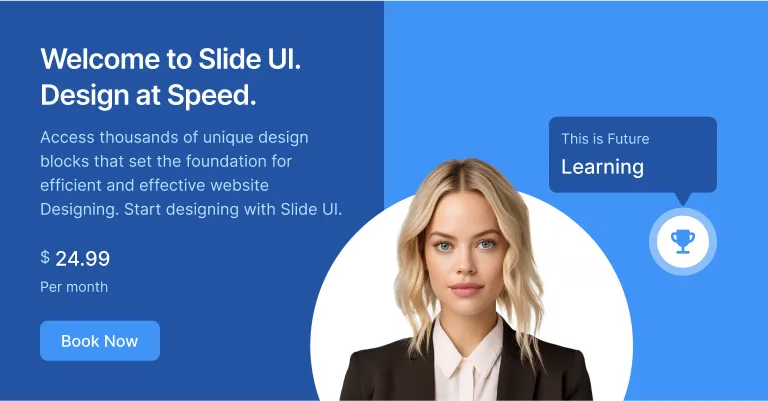 Welcome to Slide UI.
Design at Speed.
Access thousands of unique design
blocks that set the foundation for
efficient and effective website
Designing. Start designing with Slide UI.
$ 24.99
Per month
Book Now
This is Future
Learning